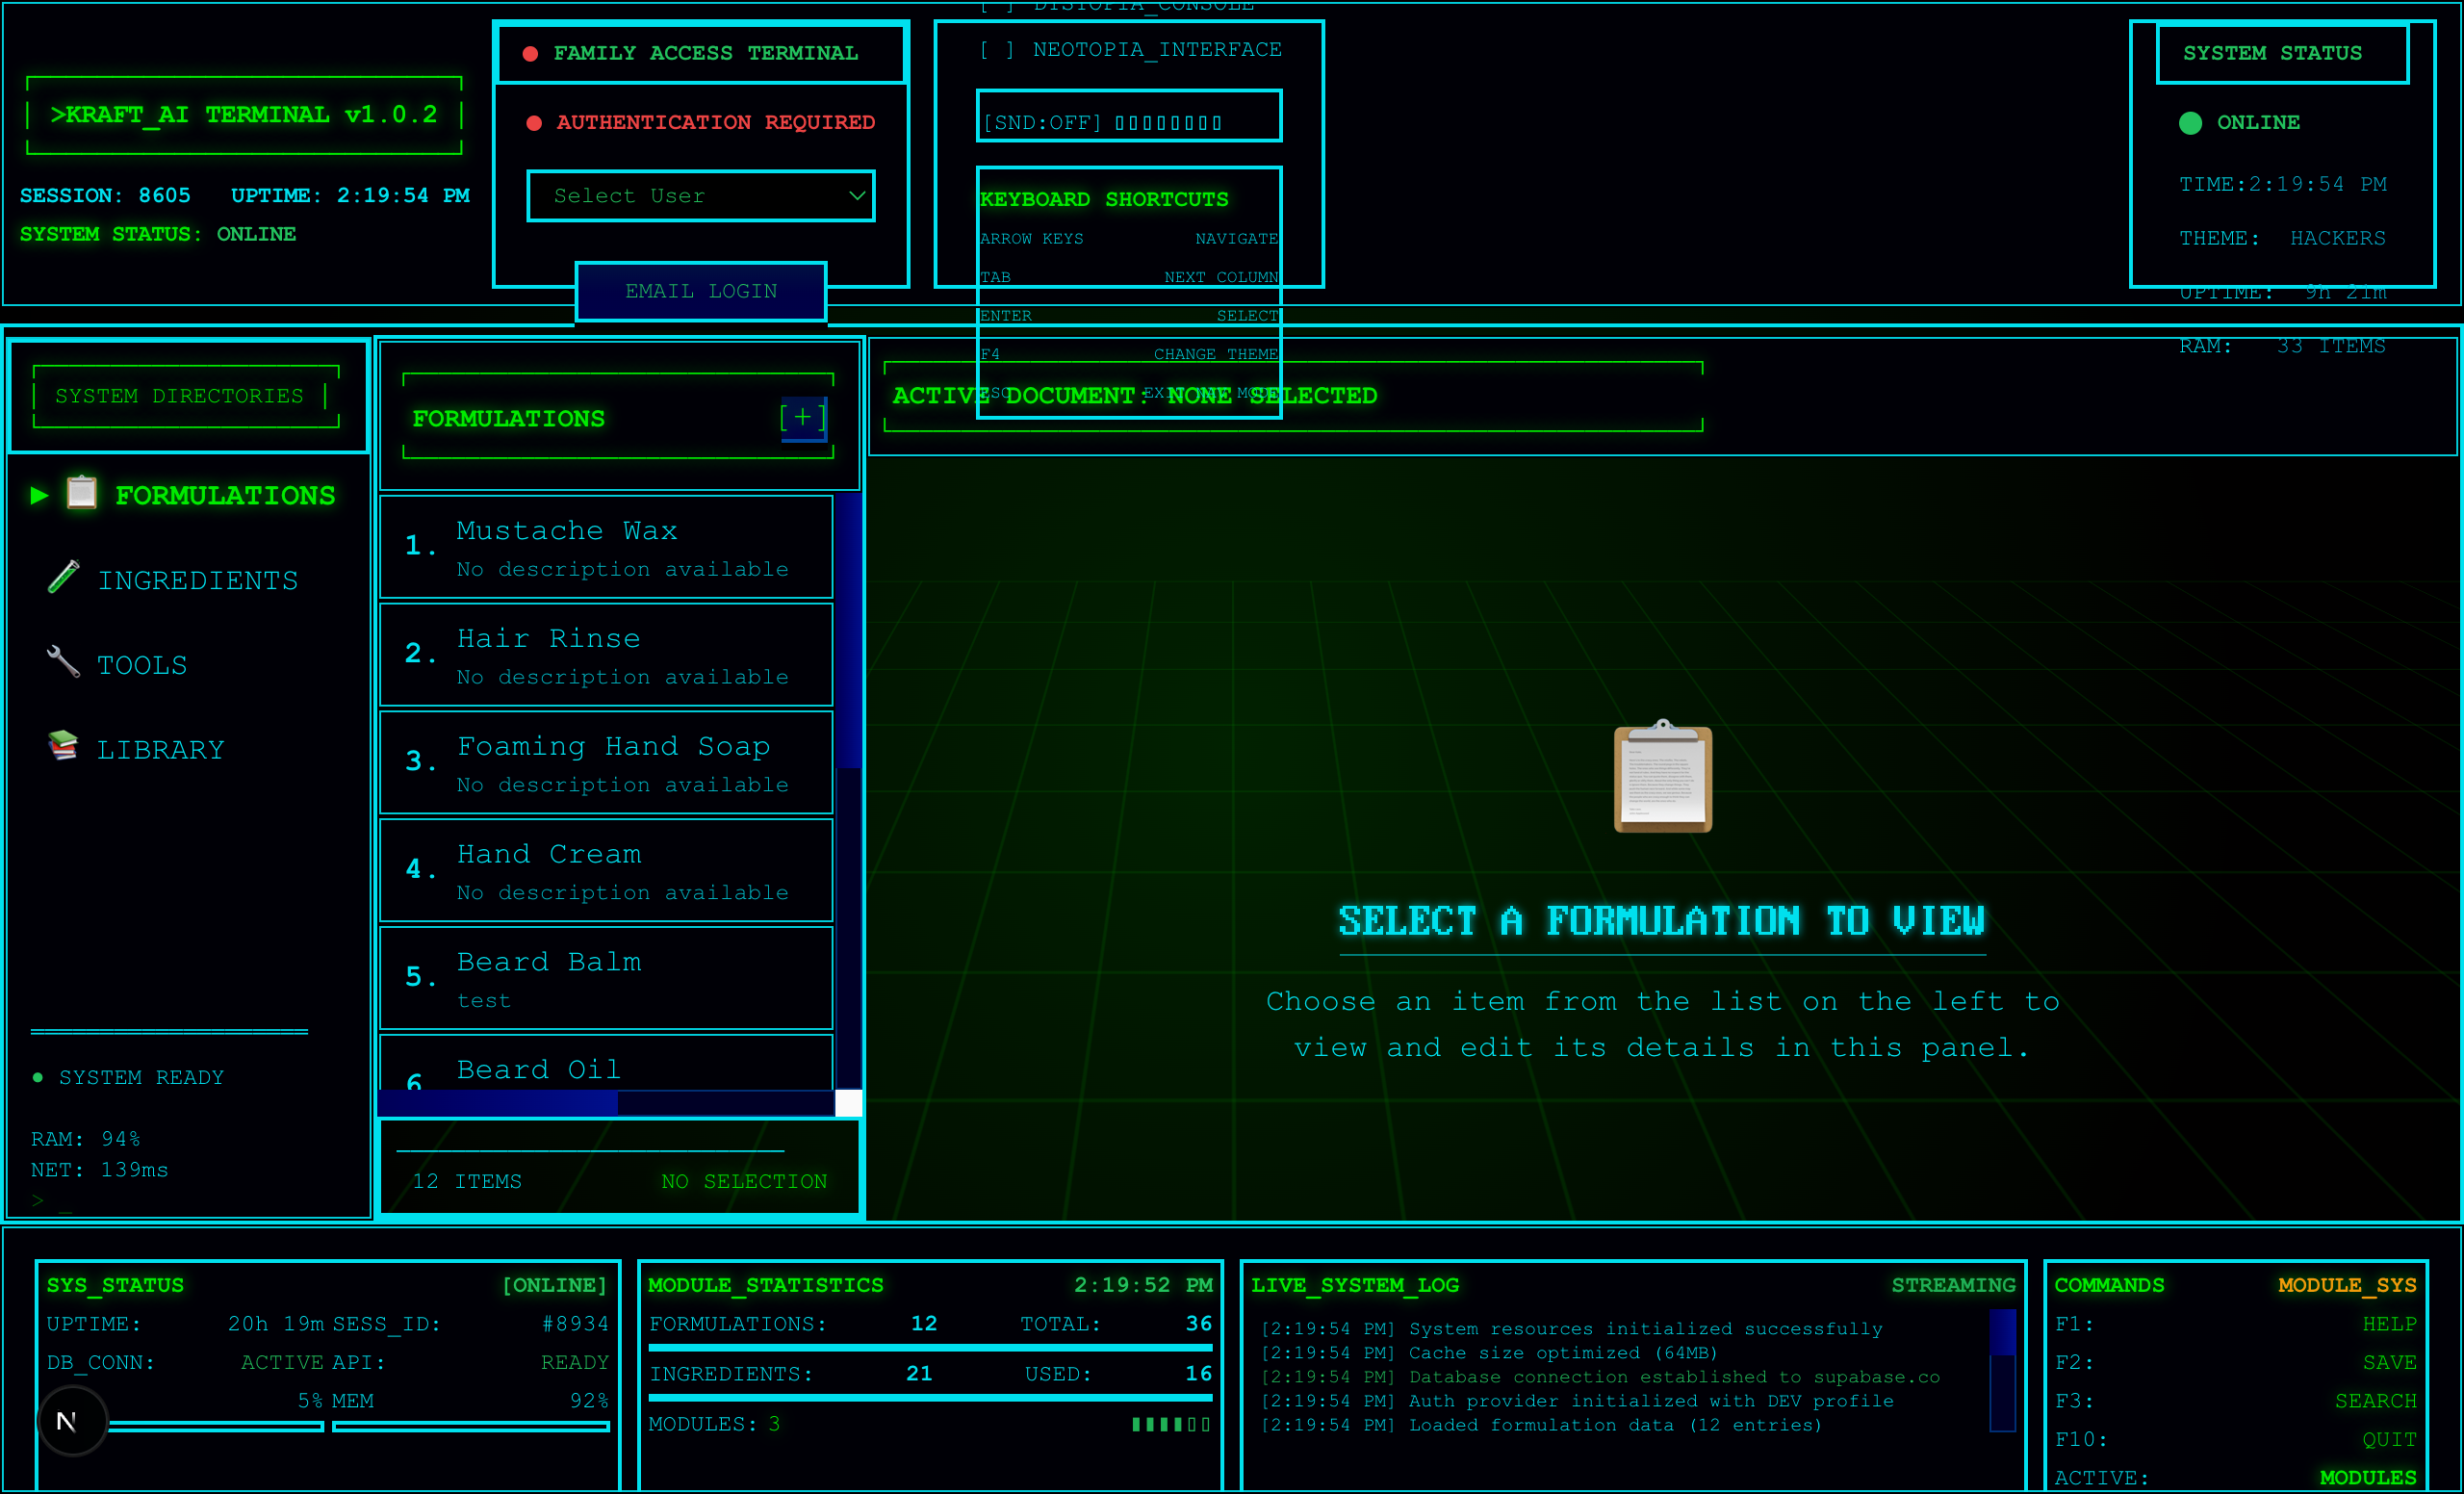 >KRAFT_AI TERMINAL v1.0.2
SESSION: 8605 UPTIME: 2:19:54 PM
SYSTEM STATUS: ONLINE
FAMILY ACCESS TERMINAL
AUTHENTICATION REQUIRED
Select User
EMAIL LOGIN
[ ] DISTOPIA_CONSOLE
[ ] NEOTOPIA_INTERFACE
[SND:OFF] ▯▯▯▯▯▯▯▯
KEYBOARD SHORTCUTS
ARROW KEYS NAVIGATE
TAB NEXT COLUMN
ENTER SELECT
F4 CHANGE THEME
ESC EXIT NAV MODE
SYSTEM STATUS
ONLINE
TIME:2:19:54 PM
THEME: HACKERS
UPTIME: 9h 21m
RAM: 33 ITEMS
SYSTEM DIRECTORIES
▶ FORMULATIONS
INGREDIENTS
TOOLS
LIBRARY
SYSTEM READY
RAM: 94%
NET: 139ms
> _
FORMULATIONS [+]
1. Mustache Wax
No description available
2. Hair Rinse
No description available
3. Foaming Hand Soap
No description available
4. Hand Cream
No description available
5. Beard Balm
test
6 Beard Oil
12 ITEMS NO SELECTION
ACTIVE DOCUMENT: NONE SELECTED
SELECT A FORMULATION TO VIEW
Choose an item from the list on the left to
view and edit its details in this panel.
SYS_STATUS [ONLINE]
UPTIME: 20h 19m SESS_ID: #8934
DB_CONN: ACTIVE API: READY
5% MEM 92%
N
MODULE_STATISTICS 2:19:52 PM
FORMULATIONS: 12 TOTAL: 36
INGREDIENTS: 21 USED: 16
MODULES: 3 ▮▮▮▮▯▯
LIVE_SYSTEM_LOG STREAMING
[2:19:54 PM] System resources initialized successfully
[2:19:54 PM] Cache size optimized (64MB)
[2:19:54 PM] Database connection established to supabase.co
[2:19:54 PM] Auth provider initialized with DEV profile
[2:19:54 PM] Loaded formulation data (12 entries)
COMMANDS MODULE_SYS
F1: HELP
F2: SAVE
F3: SEARCH
F10: QUIT
ACTIVE: MODULES